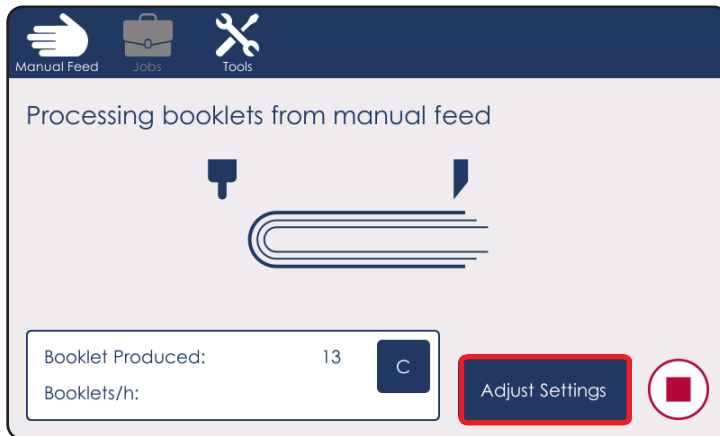 Manual Feed
Jobs
Tools
Processing booklets from manual feed
Booklet Produced: 13
C
Booklets/h:
Adjust Settings